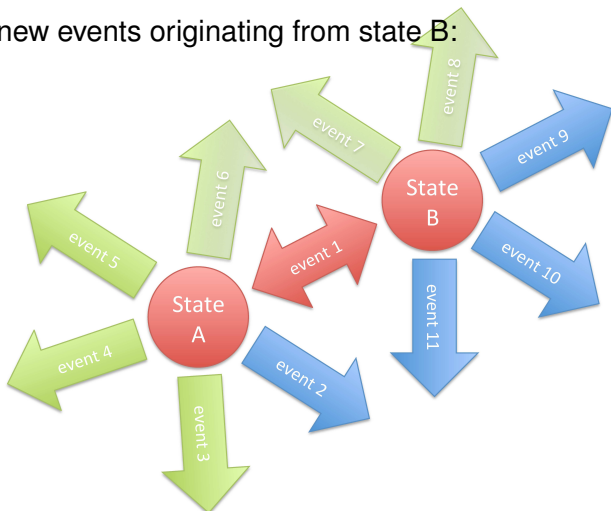 new events originating from state B:
event 8
event 7
event 9
State
B
event 6
event 1
event 10
event 5
State
A
event 11
event 4
event 2
event 3